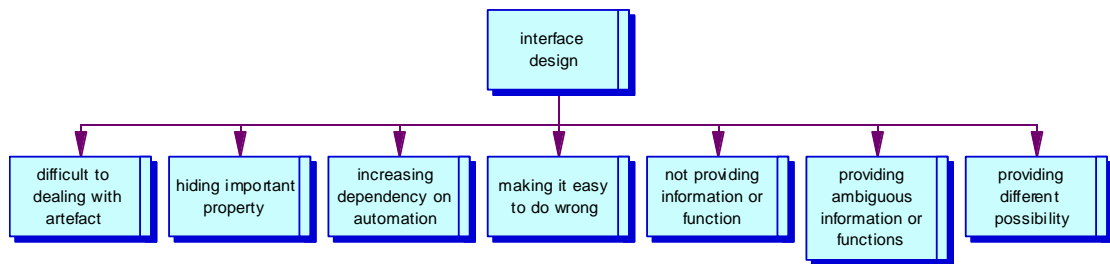 interface
design
difficult to
dealing with
artefact
hiding important
property
increasing
dependency on
automation
making it easy
to do wrong
not providing
information or
function
providing
ambiguous
information or
functions
providing
different
possibility